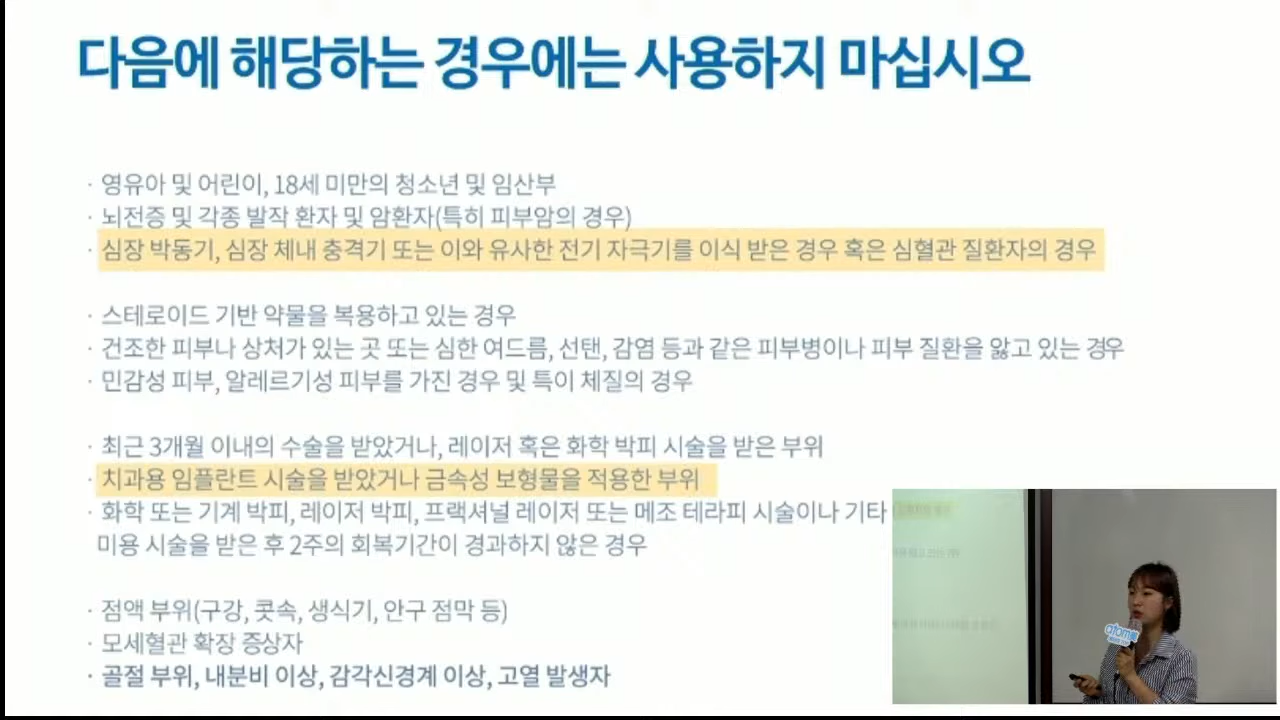 다음에 해당하는 경우에는 사용하지 마십시오
· 영유아 및 어린이, 18세 미만의 청소년 및 임산부
· 뇌전증 및 각종 발작 환자 및 암환자(특히 피부암의 경우)
· 심장 박동기, 심장 체내 충격기 또는 이와 유사한 전기 자극기를 이식 받은 경우 혹은 심혈관 질환자의 경우
· 스테로이드 기반 약물을 복용하고 있는 경우
· 건조한 피부나 상처가 있는 곳 또는 심한 여드름, 선탠, 감염 등과 같은 피부병이나 피부 질환을 앓고 있는 경우
· 민감성 피부, 알레르기성 피부를 가진 경우 및 특이 체질의 경우
· 최근 3개월 이내의 수술을 받았거나, 레이저 혹은 화학 박피 시술을 받은 부위
· 치과용 임플란트 시술을 받았거나 금속성 보형물을 적용한 부위
· 화학 또는 기계 박피, 레이저 박피, 프랙셔널 레이저 또는 메조 테라피 시술이나 기타
미용 시술을 받은 후 2주의 회복기간이 경과하지 않은 경우
· 점액 부위(구강, 콧속, 생식기, 안구 점막 등)
· 모세혈관 확장 증상자
· 골절 부위, 내분비 이상, 감각신경계 이상, 고열 발생자
atomy